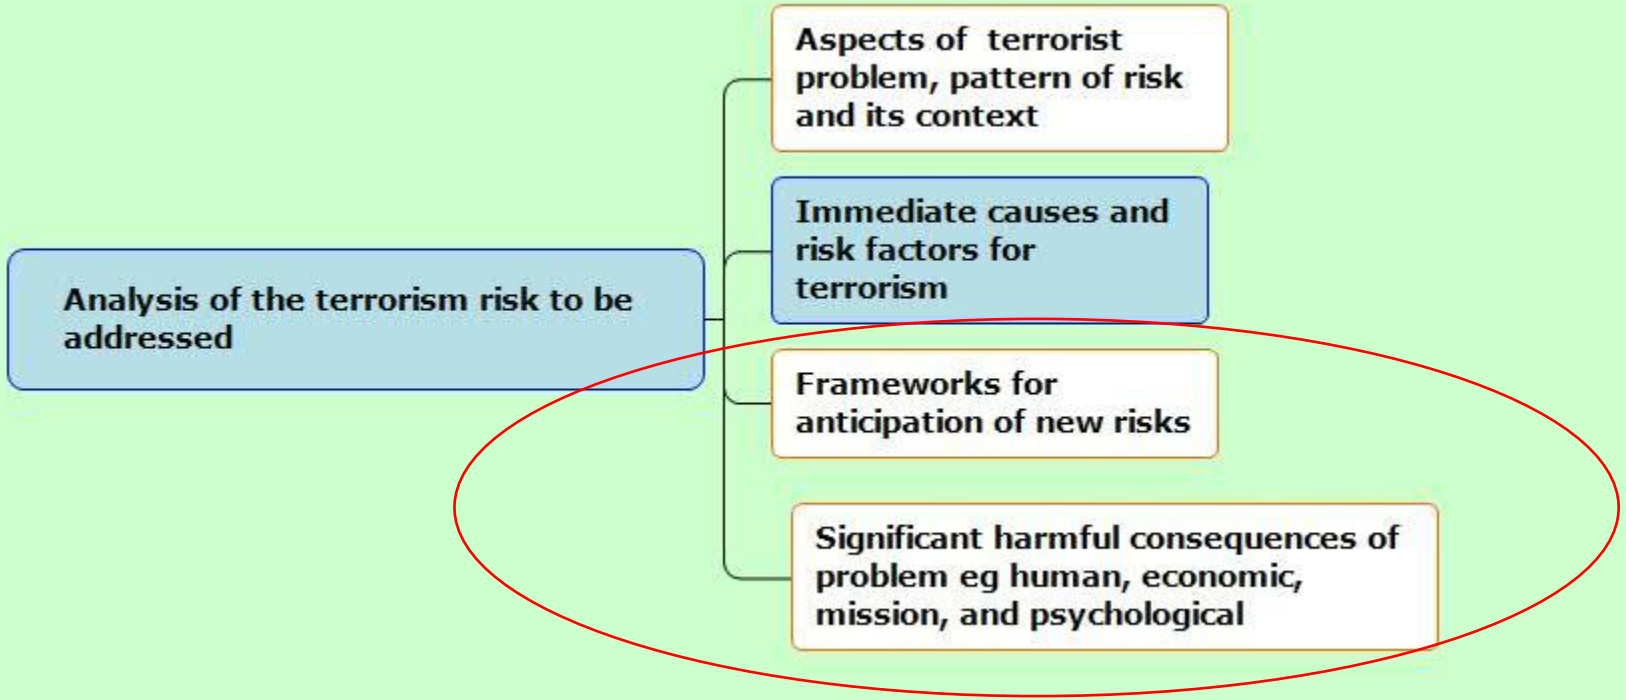 Aspects of terrorist
problem, pattern of risk
and its context
Immediate causes and
risk factors for
terrorism
Analysis of the terrorism risk to be
addressed
Frameworks for
anticipation of new risks
Significant harmful consequences of
problem eg human, economic,
mission, and psychological